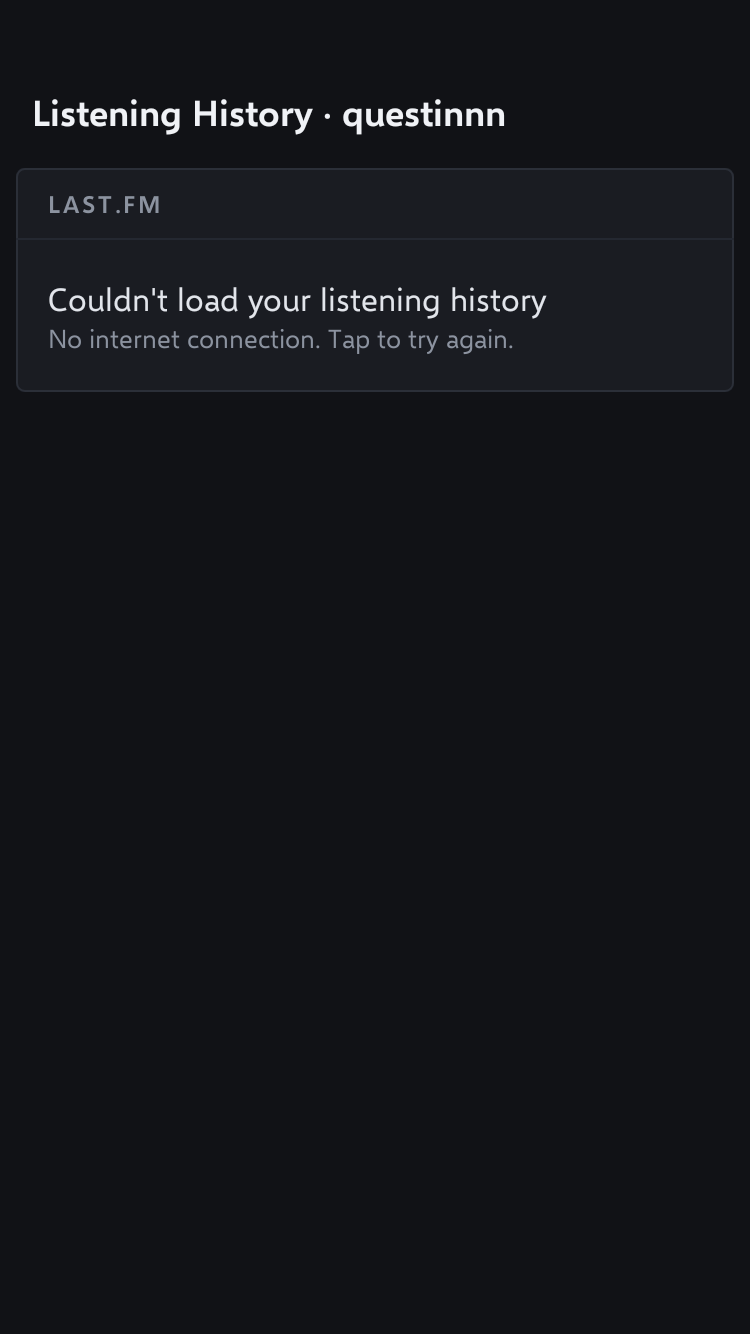 Listening History · questinnn
LAST.FM
Couldn't load your listening history
No internet connection. Tap to try again.